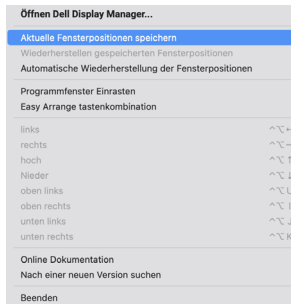 Öffnen Dell Display Manager...
Aktuelle Fensterpositionen speichern
Wiederherstellen gespeicherten Fensterpositionen
Automatische Wiederherstellung der Fensterpositionen
Programmfenster Einrasten
Easy Arrange tastenkombination
links ^⌥←
rechts ^⌥
hoch ^⌥↑
Nieder ^⌥↓
oben links ^⌥U
oben rechts ^⌥I
unten links ^⌥J
unten rechts ^⌥K
Online Dokumentation
Nach einer neuen Version suchen
Beenden